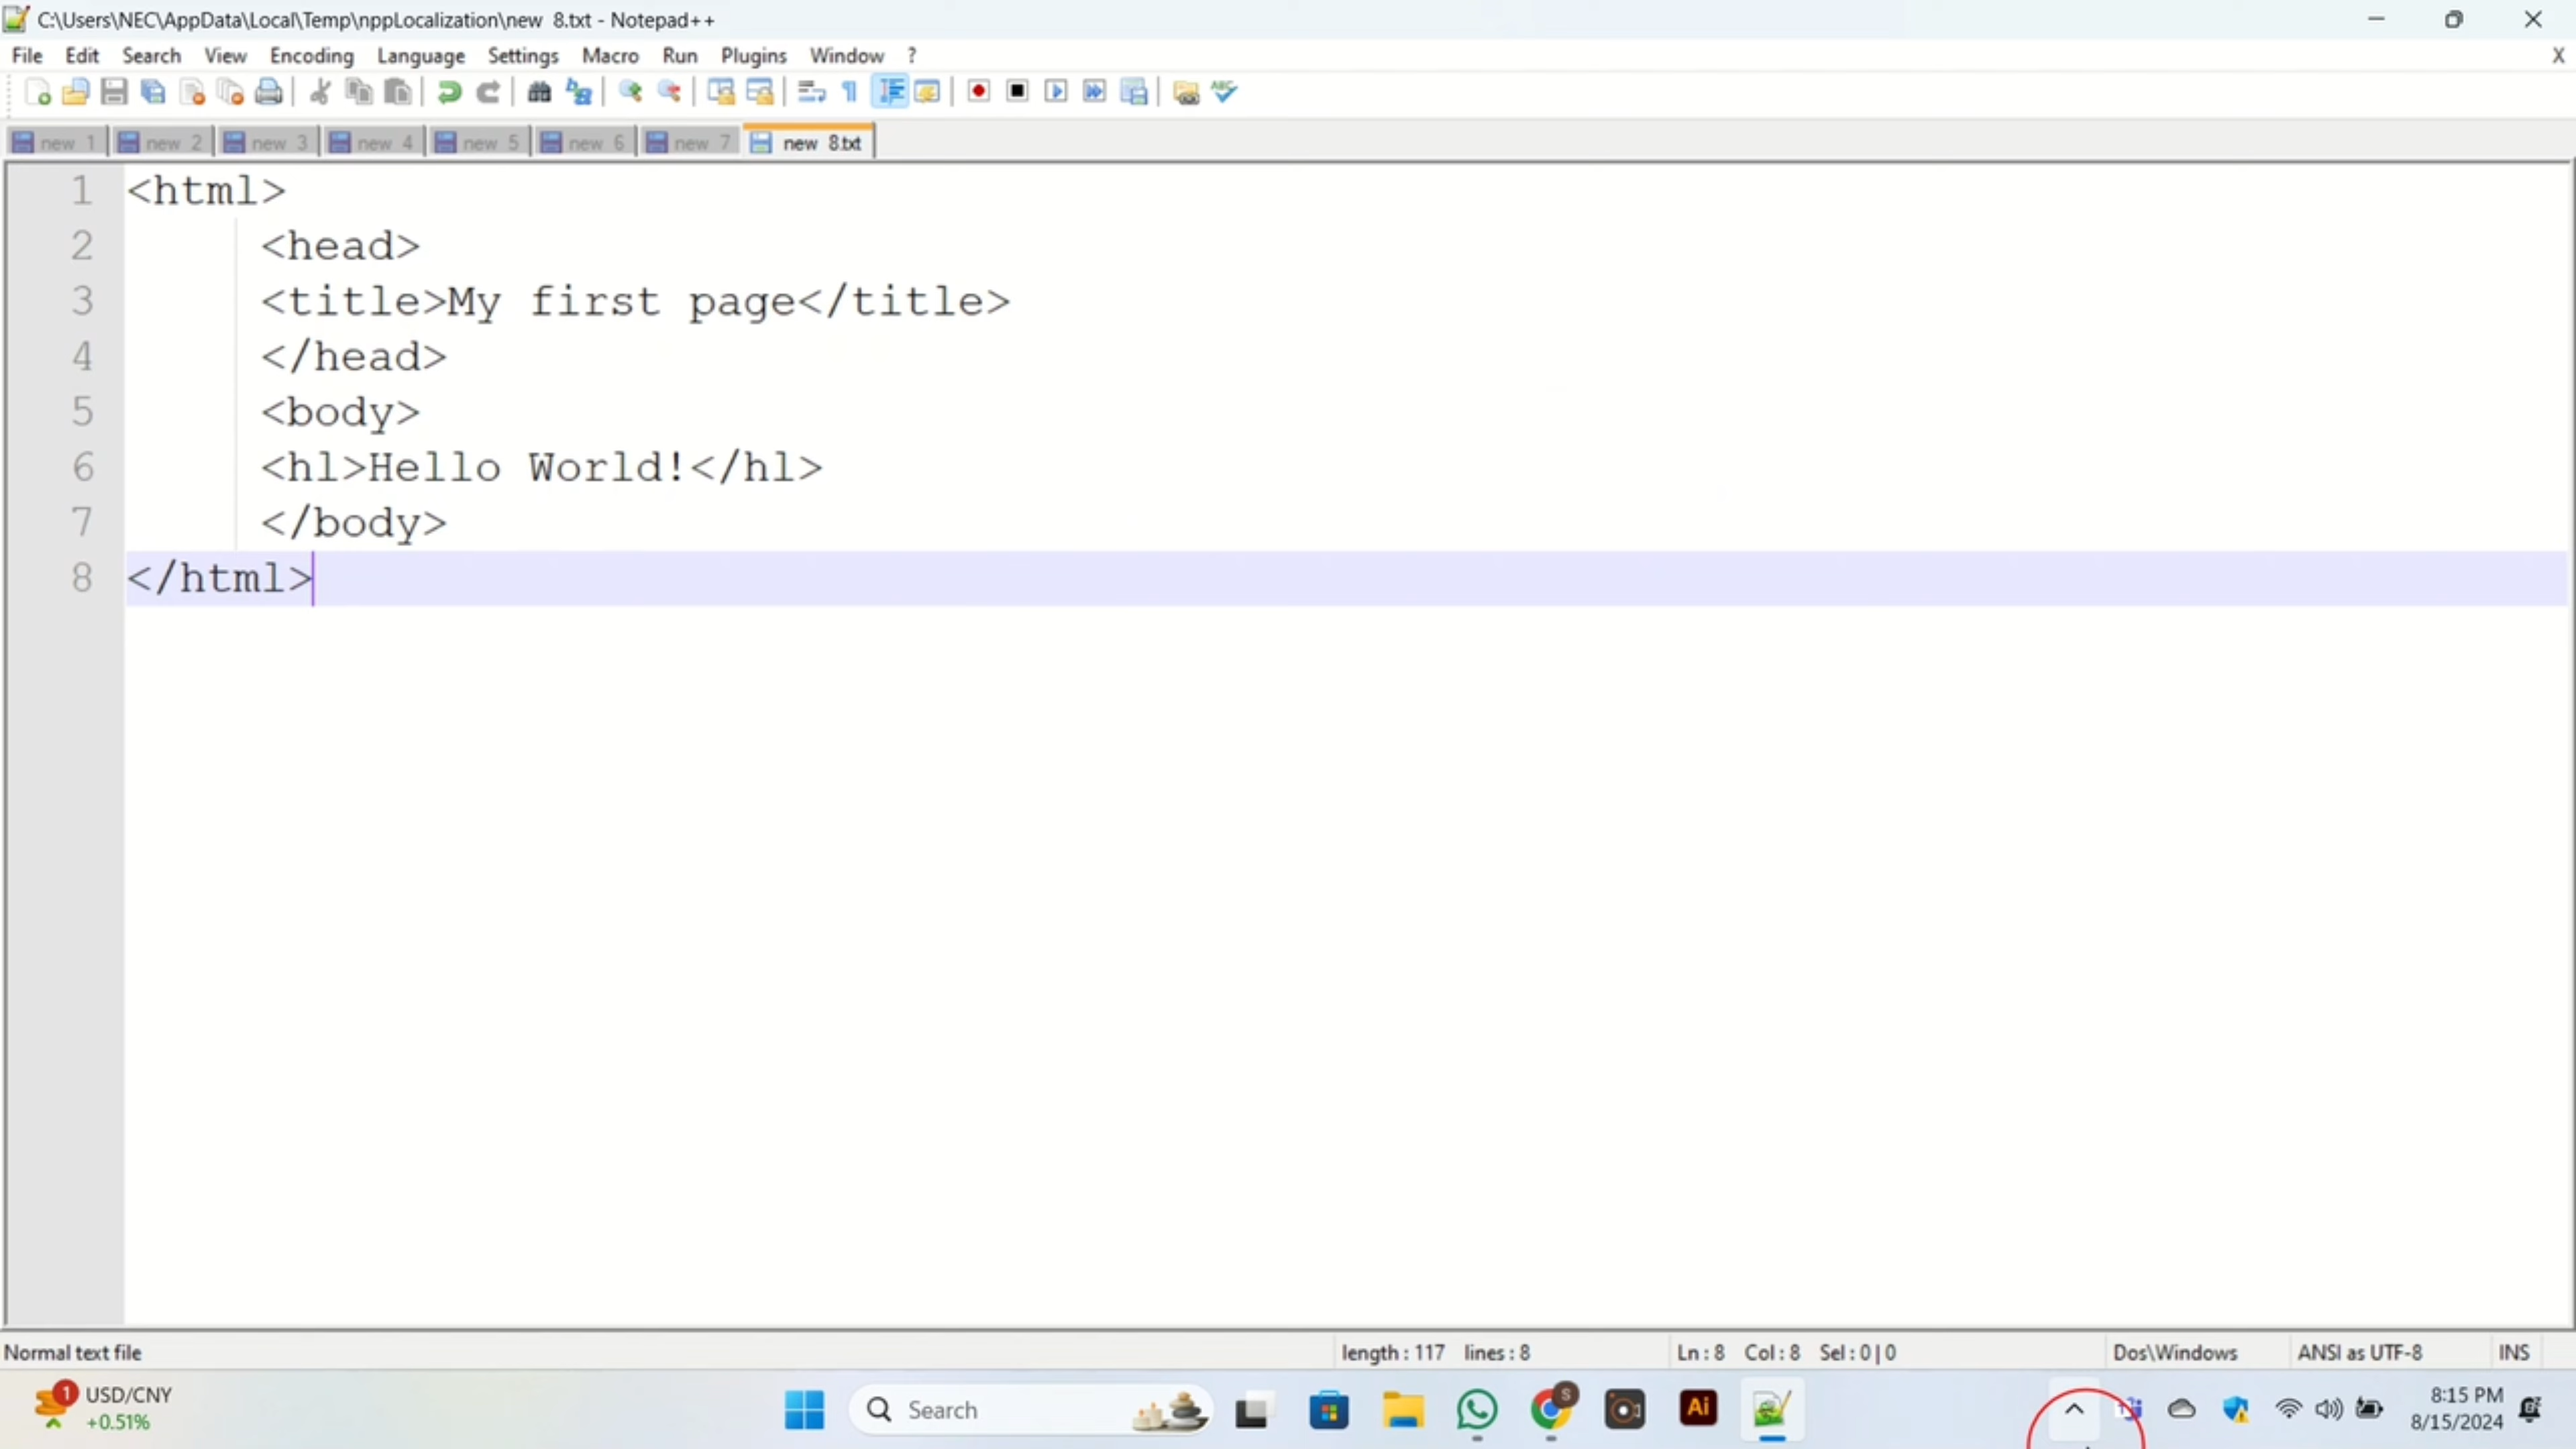 C:\Users\NEC\AppData\Local\Temp\nppLocalization\new 8.txt - Notepad++
File Edit Search View Encoding Language Settings Macro Run Plugins Window ? X
new 1 new 2 new 3 new 4 new 5 new 6 new 7 new 8.txt
1 <html>
2 <head>
3 <title>My first page</title>
4 </head>
5 <body>
6 <hl>Hello World!</hl>
7 </body>
8 </html>
Normal text file length : 117 lines : 8 Ln : 8 Col : 8 Sel : 0 | 0 Dos\Windows ANSI as UTF-8 INS
1 USD/CNY
+0.51%
Search
S
Ai
8:15 PM
8/15/2024